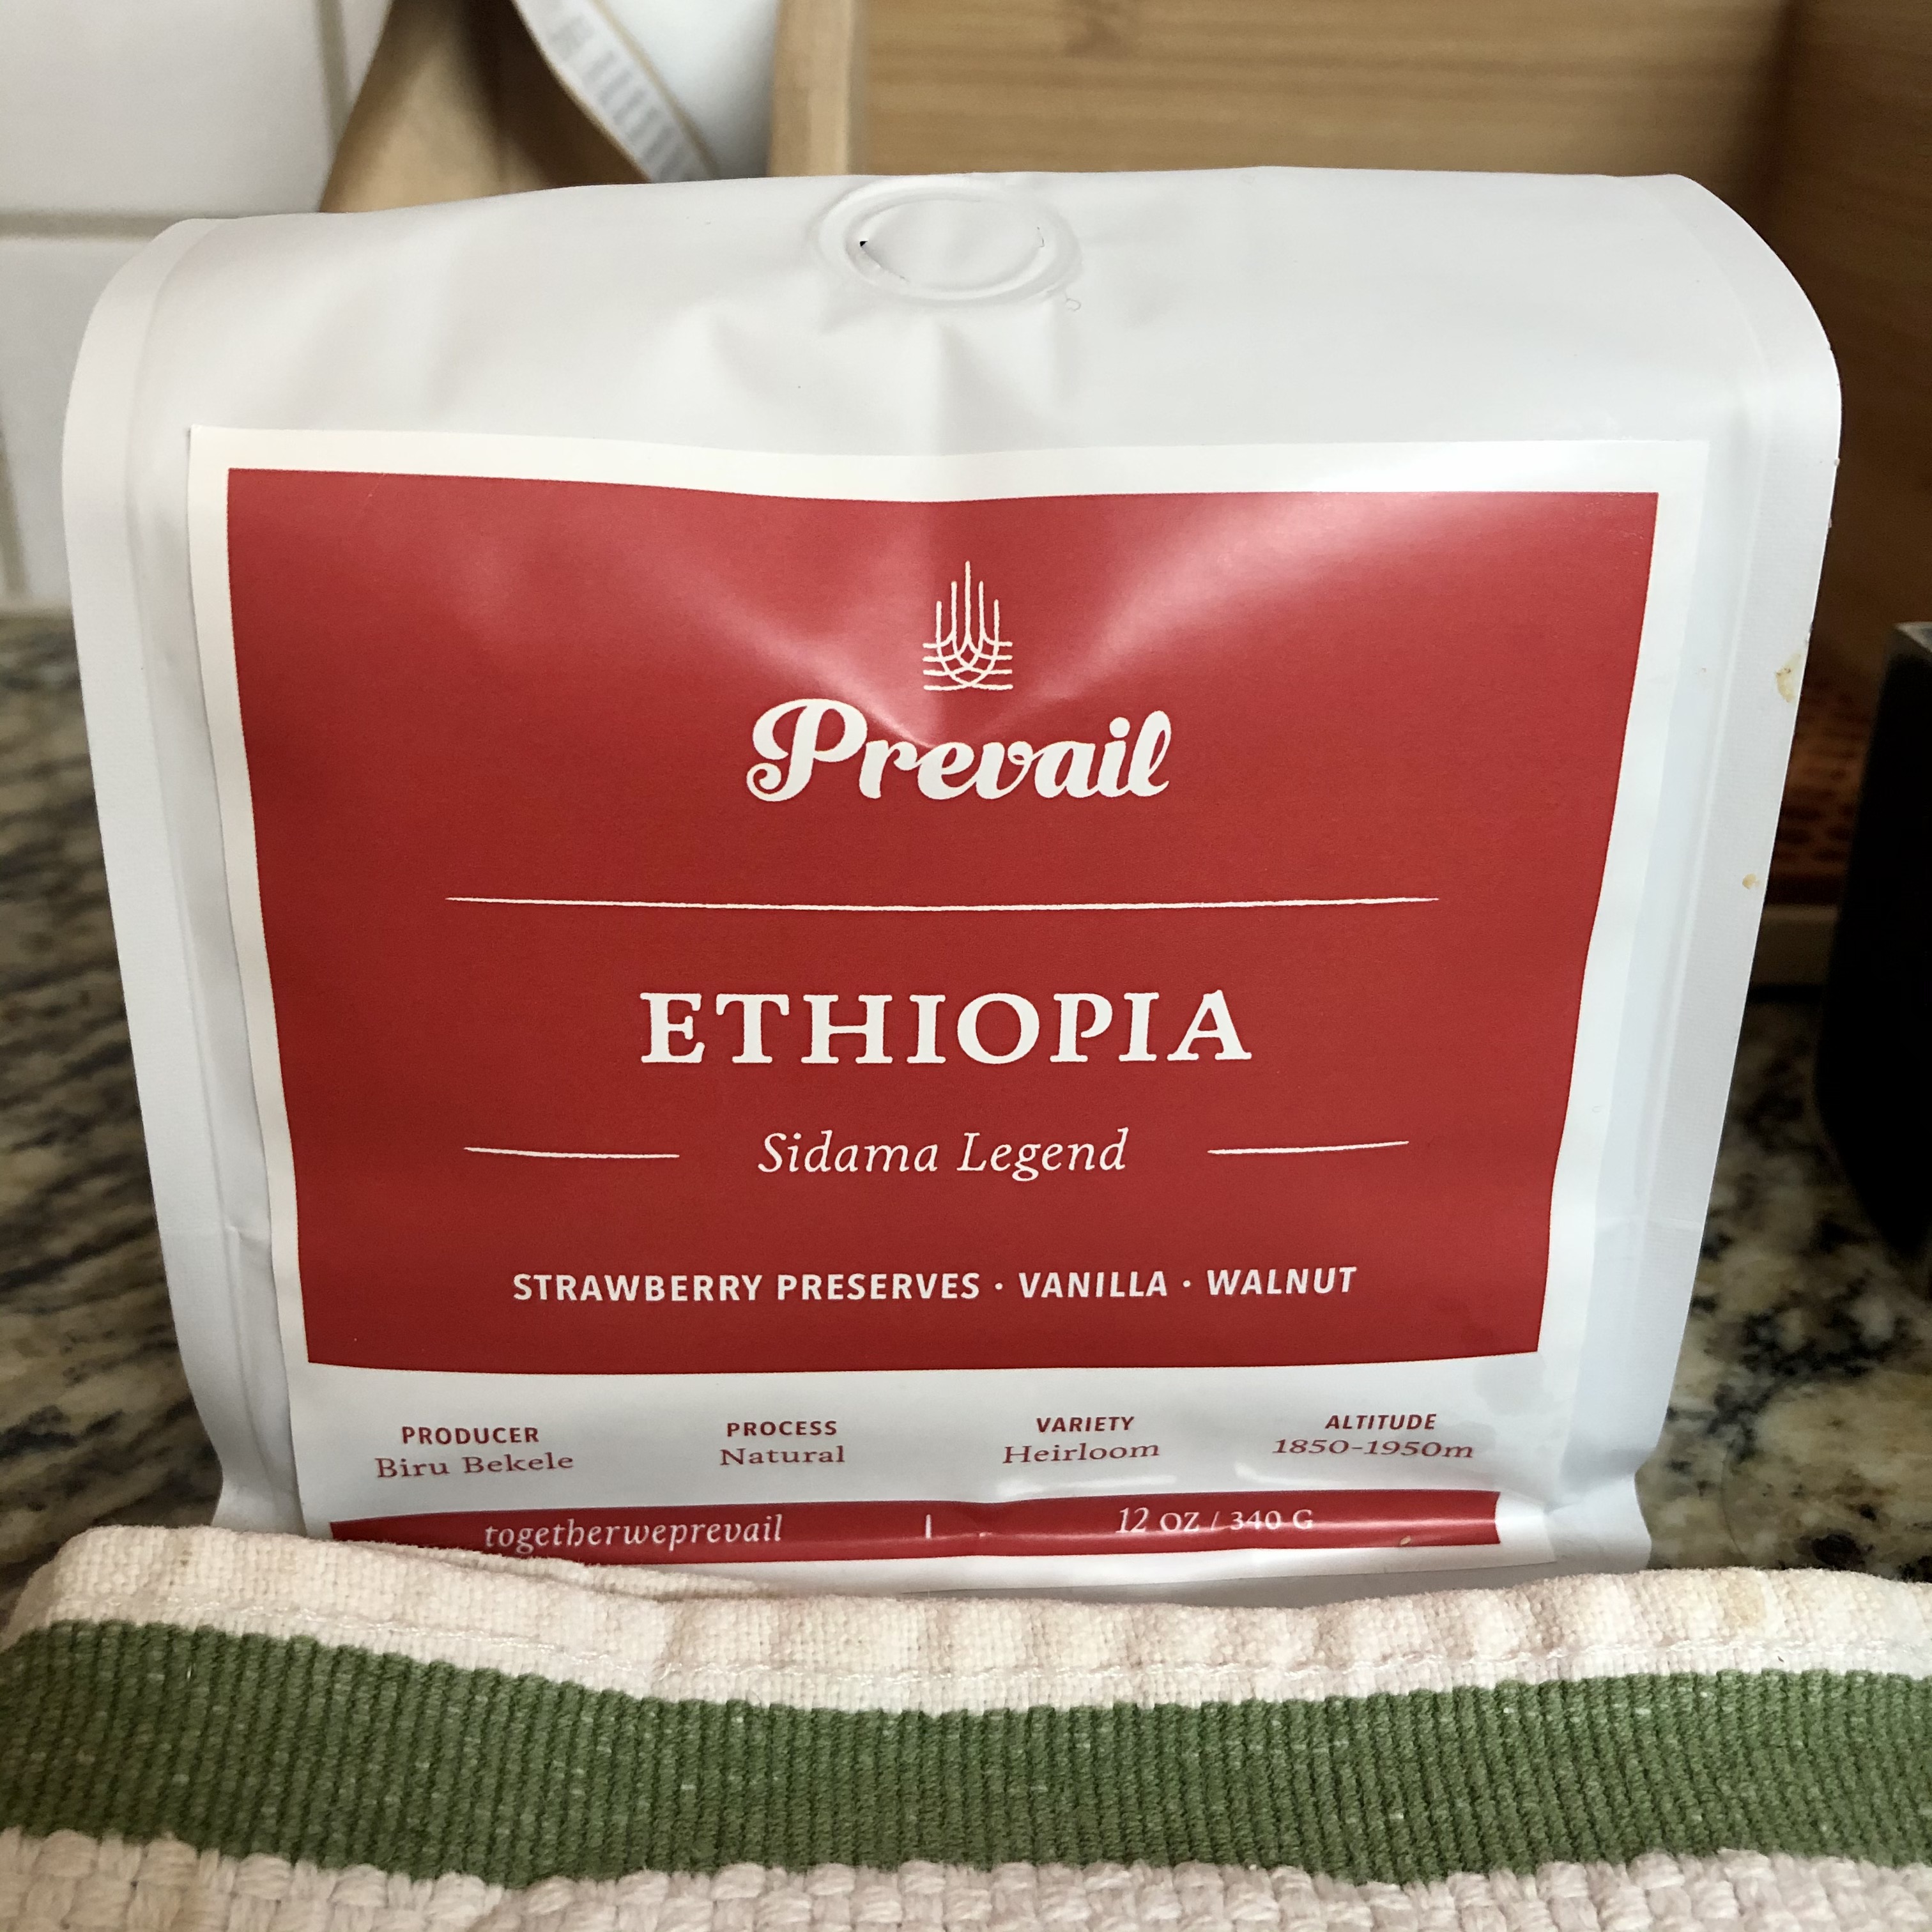 Prevail
ETHIOPIA
Sidama Legend
STRAWBERRY PRESERVES · VANILLA · WALNUT
PRODUCER PROCESS VARIETY ALTITUDE
Biru Bekele Natural Heirloom 1850-1950m
togetherweprevail | 12 OZ / 340 G